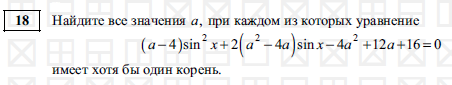 18 Найдите все значения a, при каждом из которых уравнение
(a−4)sin²x+2(a²−4a)sin x−4a²+12a+16=0
имеет хотя бы один корень.